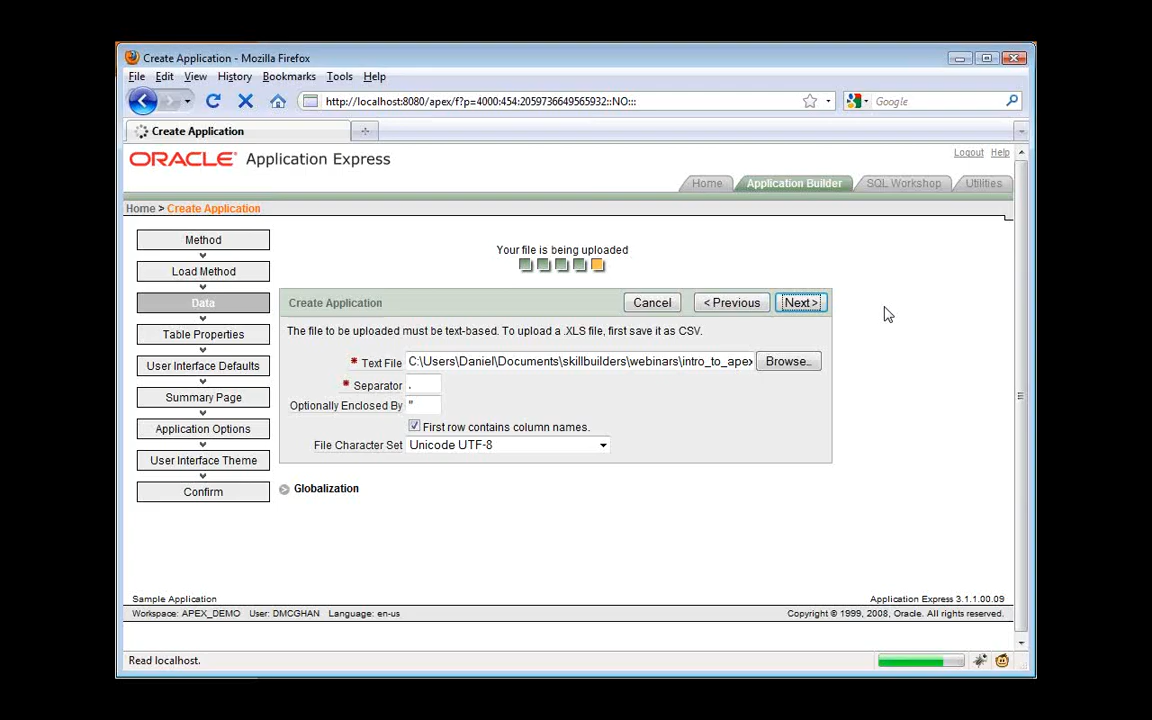 Create Application - Mozilla Firefox
File Edit View History Bookmarks Tools Help
http://localhost:8080/apex/f?p=4000:454:2059736649565932::NO:::
Google
Create Application
ORACLE Application Express
Logout Help
Home Application Builder SQL Workshop Utilities
Home > Create Application
Method
Load Method
Data
Table Properties
User Interface Defaults
Summary Page
Application Options
User Interface Theme
Confirm
Your file is being uploaded
Create Application Cancel < Previous Next >
The file to be uploaded must be text-based. To upload a .XLS file, first save it as CSV.
* Text File C:\Users\Daniel\Documents\skillbuilders\webinars\intro_to_apex Browse...
* Separator ,
Optionally Enclosed By "
First row contains column names.
File Character Set Unicode UTF-8
Globalization
Sample Application Application Express 3.1.1.00.09
Workspace: APEX_DEMO User: DMCGHAN Language: en-us Copyright © 1999, 2008, Oracle. All rights reserved.
Read localhost.